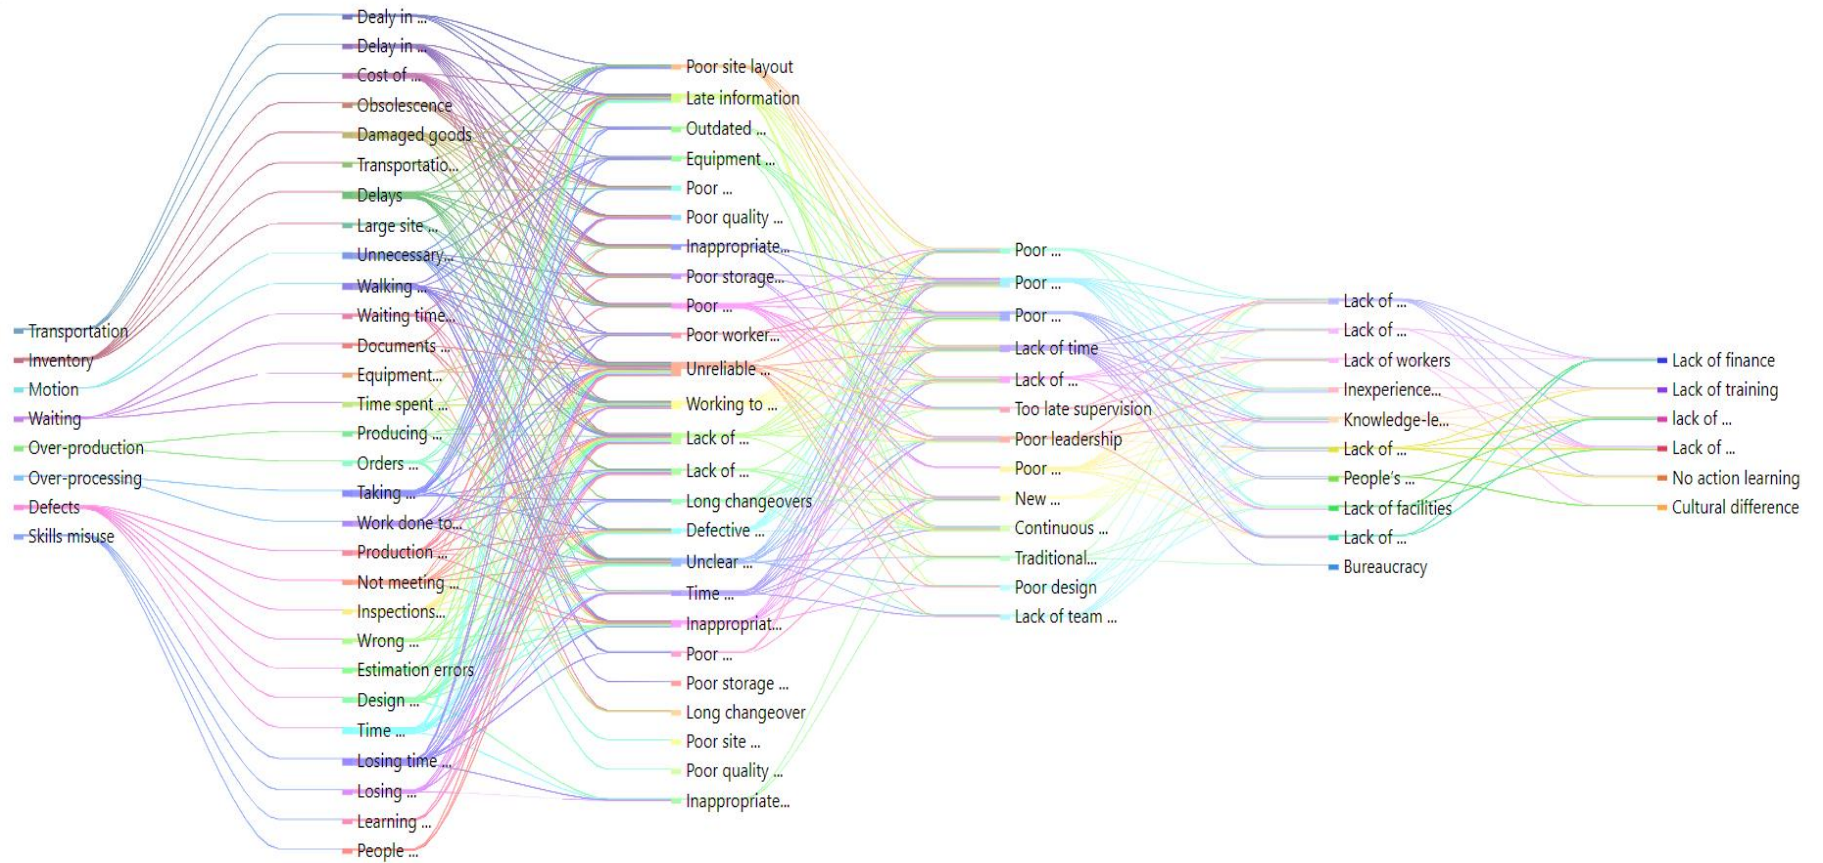 Transportation
Inventory
Motion
Waiting
Over-production
Over-processing
Defects
Skills misuse
Dealy in ...
Delay in ...
Cost of ...
Obsolescence
Damaged goods
Transportatio...
Delays
Large site ...
Unnecessary...
Walking ...
Waiting time...
Documents ...
Equipment...
Time spent ...
Producing ...
Orders ...
Taking ...
Work done to...
Production ...
Not meeting ...
Inspections...
Wrong ...
Estimation errors
Design ...
Time ...
Losing time ...
Losing ...
Learning ...
People ...
Poor site layout
Late information
Outdated ...
Equipment ...
Poor ...
Poor quality ...
Inappropriate...
Poor storage...
Poor ...
Poor worker...
Unreliable ...
Working to ...
Lack of ...
Lack of ...
Long changeovers
Defective ...
Unclear ...
Time ...
Inappropriat...
Poor ...
Poor storage ...
Long changeover
Poor site ...
Poor quality ...
Inappropriate...
Poor ...
Poor ...
Poor ...
Lack of time
Lack of ...
Too late supervision
Poor leadership
Poor ...
New ...
Continuous ...
Traditional...
Poor design
Lack of team ...
Lack of ...
Lack of ...
Lack of workers
Inexperience...
Knowledge-le...
Lack of ...
People's ...
Lack of facilities
Lack of ...
Bureaucracy
Lack of finance
Lack of training
lack of ...
Lack of ...
No action learning
Cultural difference